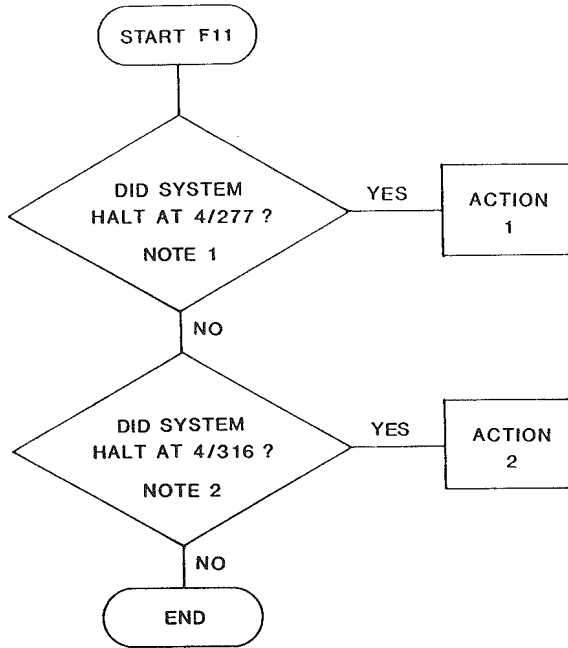 START F11
DID SYSTEM
HALT AT 4/277 ?
NOTE 1
YES
ACTION
1
NO
DID SYSTEM
HALT AT 4/316 ?
NOTE 2
YES
ACTION
2
NO
END